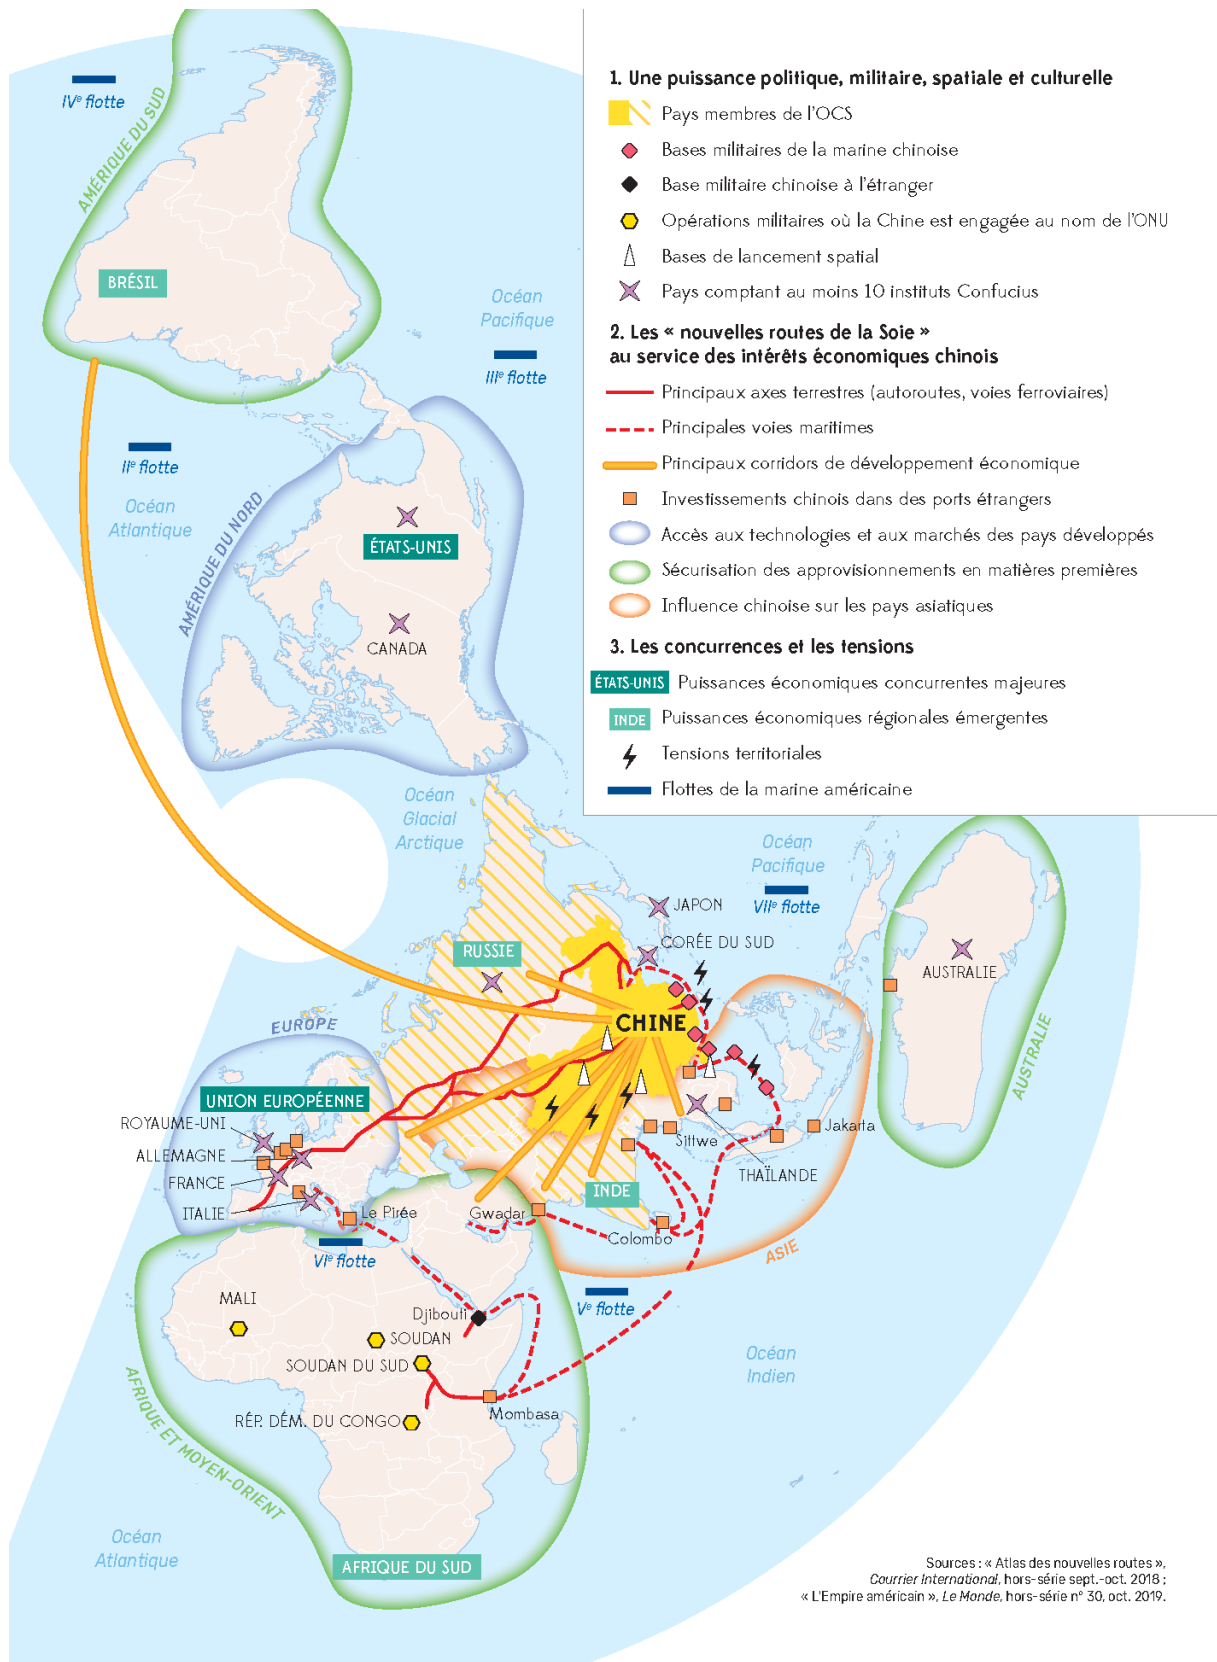 1. Une puissance politique, militaire, spatiale et culturelle
Pays membres de l'OCS
Bases militaires de la marine chinoise
Base militaire chinoise à l'étranger
Opérations militaires où la Chine est engagée au nom de l'ONU
Bases de lancement spatial
Pays comptant au moins 10 instituts Confucius
2. Les « nouvelles routes de la Soie »
au service des intérêts économiques chinois
Principaux axes terrestres (autoroutes, voies ferroviaires)
Principales voies maritimes
Principaux corridors de développement économique
Investissements chinois dans des ports étrangers
Accès aux technologies et aux marchés des pays développés
Sécurisation des approvisionnements en matières premières
Influence chinoise sur les pays asiatiques
3. Les concurrences et les tensions
ÉTATS-UNIS Puissances économiques concurrentes majeures
INDE Puissances économiques régionales émergentes
Tensions territoriales
Flottes de la marine américaine
IVe flotte
AMÉRIQUE DU SUD
BRÉSIL
Océan
Pacifique
IIIe flotte
IIe flotte
Océan
Atlantique
AMÉRIQUE DU NORD
ÉTATS-UNIS
CANADA
Océan
Glacial
Arctique
Océan
Pacifique
VIIe flotte
JAPON
CORÉE DU SUD
RUSSIE
AUSTRALIE
AUSTRALIE
CHINE
EUROPE
UNION EUROPÉENNE
ROYAUME-UNI
ALLEMAGNE
FRANCE
ITALIE
Le Pirée
Gwadar
INDE
Sittwe
Jakarta
THAÏLANDE
Colombo
ASIE
VIe flotte
Ve flotte
MALI
Djibouti
SOUDAN
SOUDAN DU SUD
RÉP. DÉM. DU CONGO
Mombasa
Océan
Indien
AFRIQUE ET MOYEN-ORIENT
AFRIQUE DU SUD
Océan
Atlantique
Sources : « Atlas des nouvelles routes »,
Courrier International, hors-série sept.-oct. 2018 ;
« L'Empire américain », Le Monde, hors-série n° 30, oct. 2019.